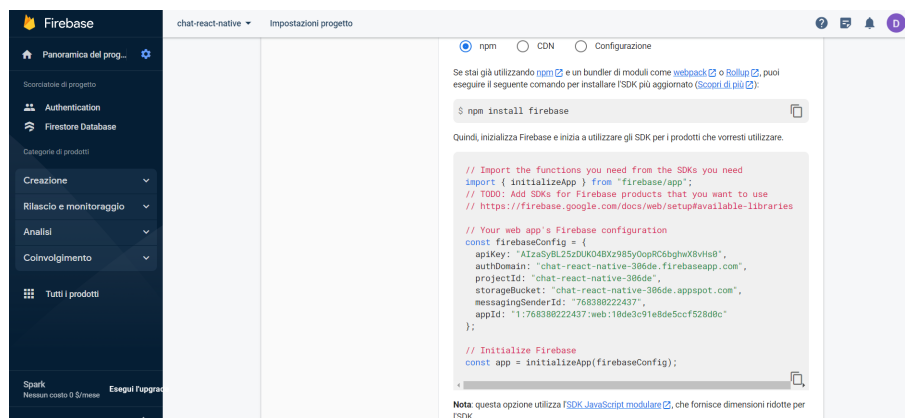 Firebase
chat-react-native
Impostazioni progetto
D
Panoramica del prog...
Scorciatoie di progetto
Authentication
Firestore Database
Categorie di prodotti
Creazione
Rilascio e monitoraggio
Analisi
Coinvolgimento
Tutti i prodotti
Spark
Nessun costo 0 $/mese
Esegui l'upgrad
npm CDN Configurazione
Se stai già utilizzando npm e un bundler di moduli come webpack o Rollup, puoi
eseguire il seguente comando per installare l'SDK più aggiornato (Scopri di più):
$ npm install firebase
Quindi, inizializza Firebase e inizia a utilizzare gli SDK per i prodotti che vorresti utilizzare.
// Import the functions you need from the SDKs you need
import { initializeApp } from "firebase/app";
// TODO: Add SDKs for Firebase products that you want to use
// https://firebase.google.com/docs/web/setup#available-libraries
// Your web app's Firebase configuration
const firebaseConfig = {
apiKey: "AIzaSyBL25zDUKO4BXz985yOopRC6bghwX8vHs0",
authDomain: "chat-react-native-306de.firebaseapp.com",
projectId: "chat-react-native-306de",
storageBucket: "chat-react-native-306de.appspot.com",
messagingSenderId: "768380222437",
appId: "1:768380222437:web:10de3c91e8de5ccf528d0c"
};
// Initialize Firebase
const app = initializeApp(firebaseConfig);
Nota: questa opzione utilizza l'SDK JavaScript modulare, che fornisce dimensioni ridotte per
l'SDK.